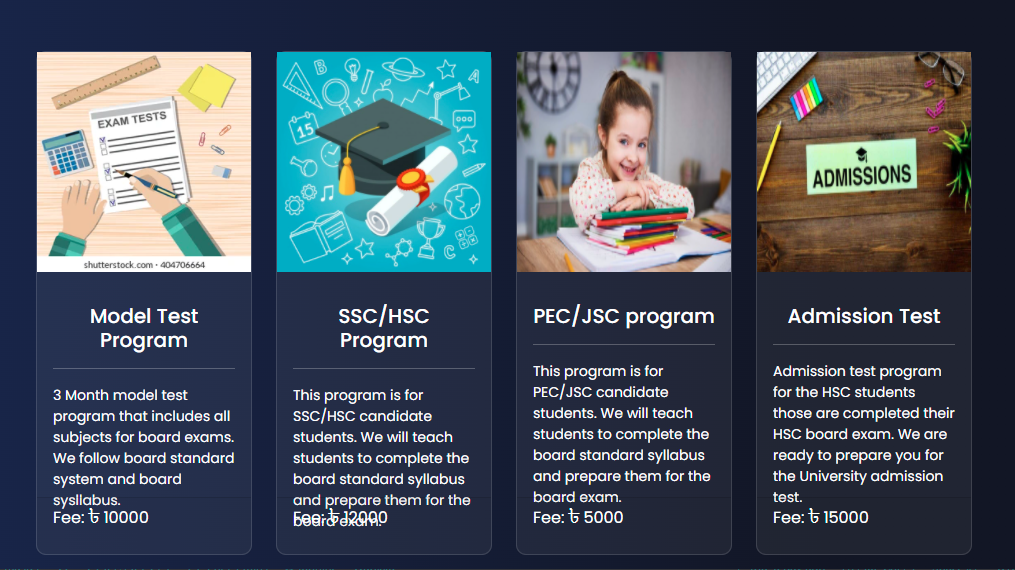 EXAM TESTS
shutterstock.com · 404706664
Model Test
Program
3 Month model test
program that includes all
subjects for board exams.
We follow board standard
system and board
sysllabus.
Fee: ৳ 10000
B
A
15
C
SSC/HSC
Program
This program is for
SSC/HSC candidate
students. We will teach
students to complete the
board standard syllabus
and prepare them for the
board exam.
Fee: ৳ 12000
PEC/JSC program
This program is for
PEC/JSC candidate
students. We will teach
students to complete the
board standard syllabus
and prepare them for the
board exam.
Fee: ৳ 5000
ADMISSIONS
Admission Test
Admission test program
for the HSC students
those are completed their
HSC board exam. We are
ready to prepare you for
the University admission
test.
Fee: ৳ 15000